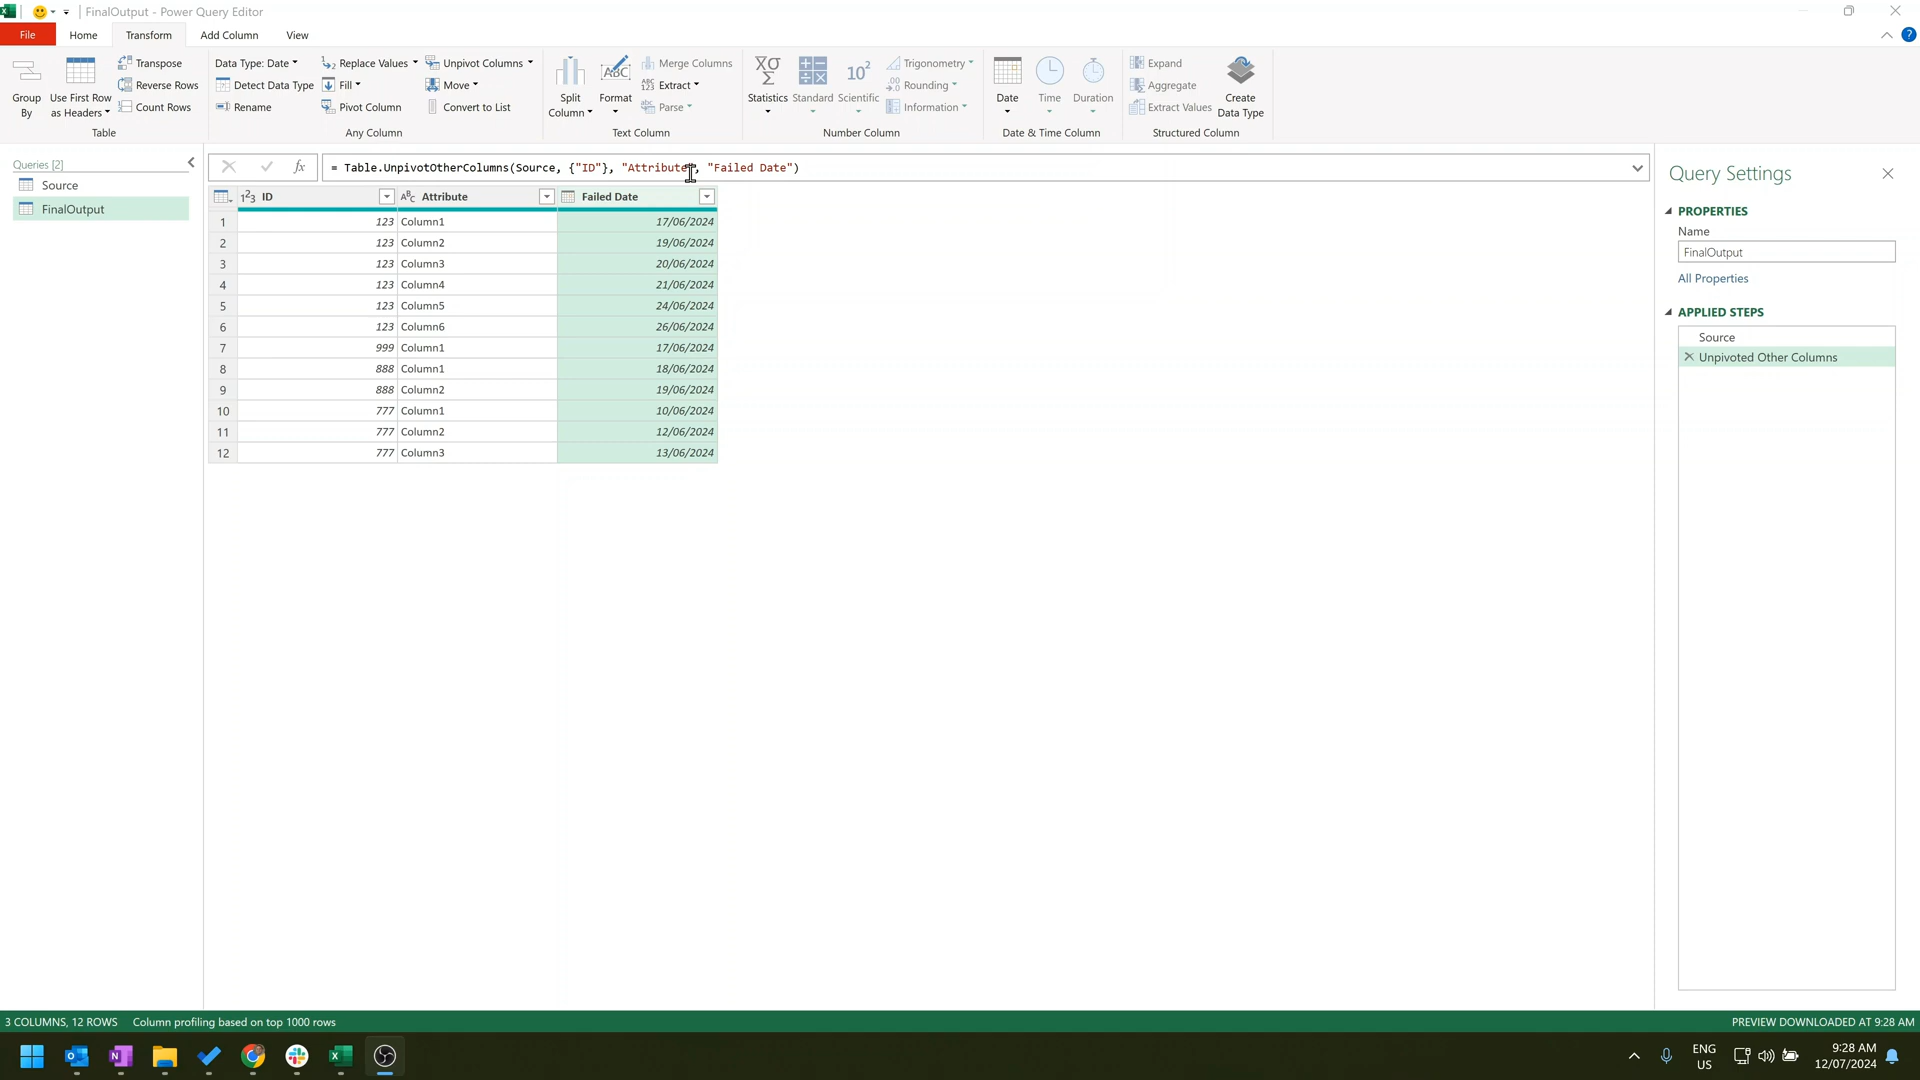 FinalOutput - Power Query Editor
File Home Transform Add Column View
Group By
Use First Row as Headers
Transpose
Reverse Rows
Count Rows
Table
Data Type: Date
Detect Data Type
Rename
Replace Values
Fill
Pivot Column
Unpivot Columns
Move
Convert to List
Any Column
Split Column
Format
Merge Columns
Extract
Parse
Text Column
Statistics
Standard
Scientific
Trigonometry
Rounding
Information
Number Column
Date
Time
Duration
Date & Time Column
Expand
Aggregate
Extract Values
Create Data Type
Structured Column
Queries [2]
Source
FinalOutput
= Table.UnpivotOtherColumns(Source, {"ID"}, "Attribute", "Failed Date")
ID Attribute Failed Date
1 123 Column1 17/06/2024
2 123 Column2 19/06/2024
3 123 Column3 20/06/2024
4 123 Column4 21/06/2024
5 123 Column5 24/06/2024
6 123 Column6 26/06/2024
7 999 Column1 17/06/2024
8 888 Column1 18/06/2024
9 888 Column2 19/06/2024
10 777 Column1 10/06/2024
11 777 Column2 12/06/2024
12 777 Column3 13/06/2024
Query Settings
PROPERTIES
Name
FinalOutput
All Properties
APPLIED STEPS
Source
Unpivoted Other Columns
3 COLUMNS, 12 ROWS Column profiling based on top 1000 rows
PREVIEW DOWNLOADED AT 9:28 AM
ENG
US
9:28 AM
12/07/2024